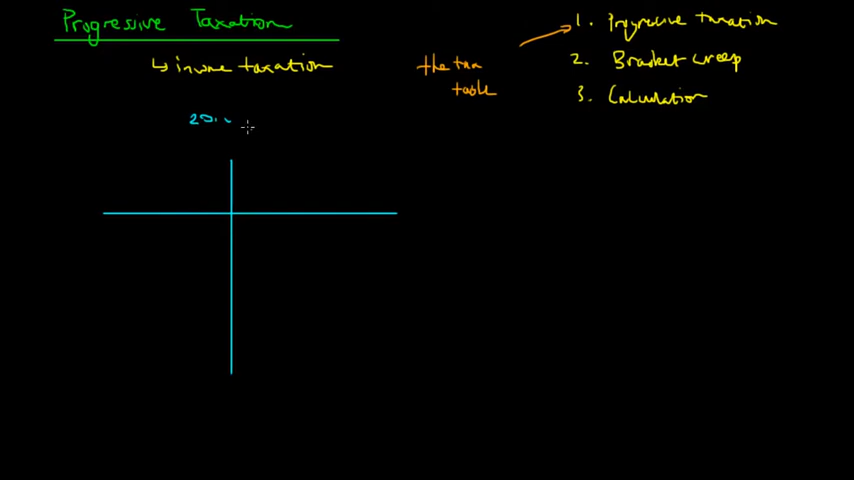 Progressive Taxation
↳ income taxation
the tax
table
1. Progressive taxation
2. Bracket creep
3. Calculation